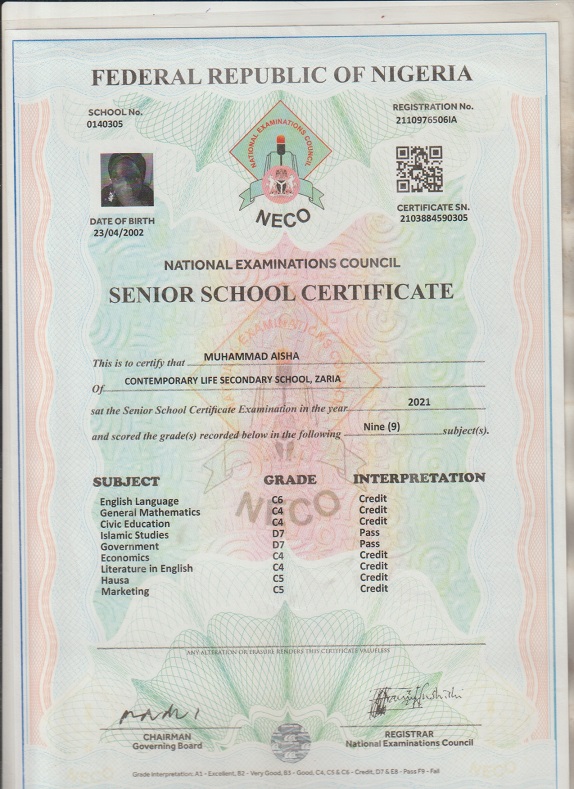 FEDERAL REPUBLIC OF NIGERIA
SCHOOL No.
0140305
REGISTRATION No.
2110976506IA
NATIONAL EXAMINATIONS COUNCIL
NECO
DATE OF BIRTH
23/04/2002
CERTIFICATE SN.
2103884590305
NATIONAL EXAMINATIONS COUNCIL
SENIOR SCHOOL CERTIFICATE
This is to certify that MUHAMMAD AISHA
Of CONTEMPORARY LIFE SECONDARY SCHOOL, ZARIA
sat the Senior School Certificate Examination in the year 2021
and scored the grade(s) recorded below in the following Nine (9) subject(s).
SUBJECT GRADE INTERPRETATION
English Language C6 Credit
General Mathematics C4 Credit
Civic Education C4 Credit
Islamic Studies D7 Pass
Government D7 Pass
Economics C4 Credit
Literature in English C4 Credit
Hausa C5 Credit
Marketing C5 Credit
NECO
ANY ALTERATION OR ERASURE RENDERS THIS CERTIFICATE VALUELESS
CHAIRMAN
Governing Board
REGISTRAR
National Examinations Council
Grade Interpretation: A1 - Excellent, B2 - Very Good, B3 - Good, C4, C5 & C6 - Credit, D7 & E8 - Pass F9 - Fail